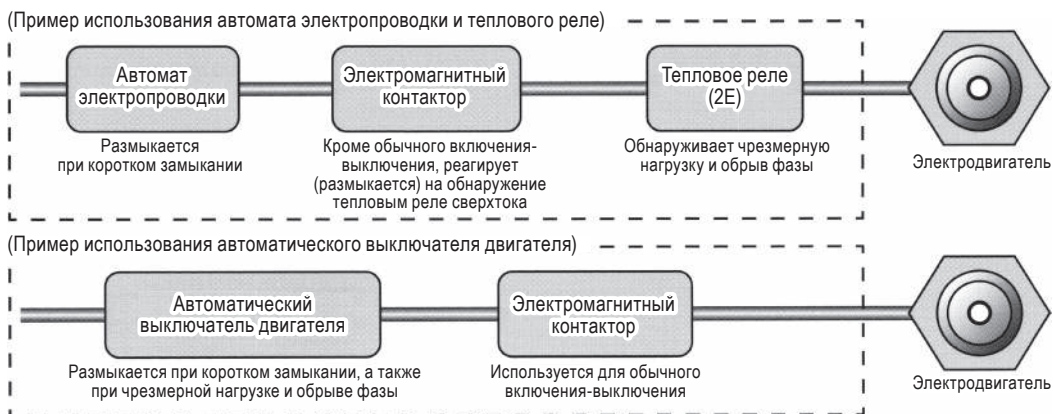 (Пример использования автомата электропроводки и теплового реле)
Автомат
электропроводки
Электромагнитный
контактор
Тепловое реле
(2E)
Размыкается
при коротком замыкании
Кроме обычного включения-
выключения, реагирует
(размыкается) на обнаружение
тепловым реле сверхтока
Обнаруживает чрезмерную
нагрузку и обрыв фазы
Электродвигатель
(Пример использования автоматического выключателя двигателя)
Автоматический
выключатель двигателя
Электромагнитный
контактор
Размыкается при коротком замыкании, а также
при чрезмерной нагрузке и обрыве фазы
Используется для обычного
включения-выключения
Электродвигатель